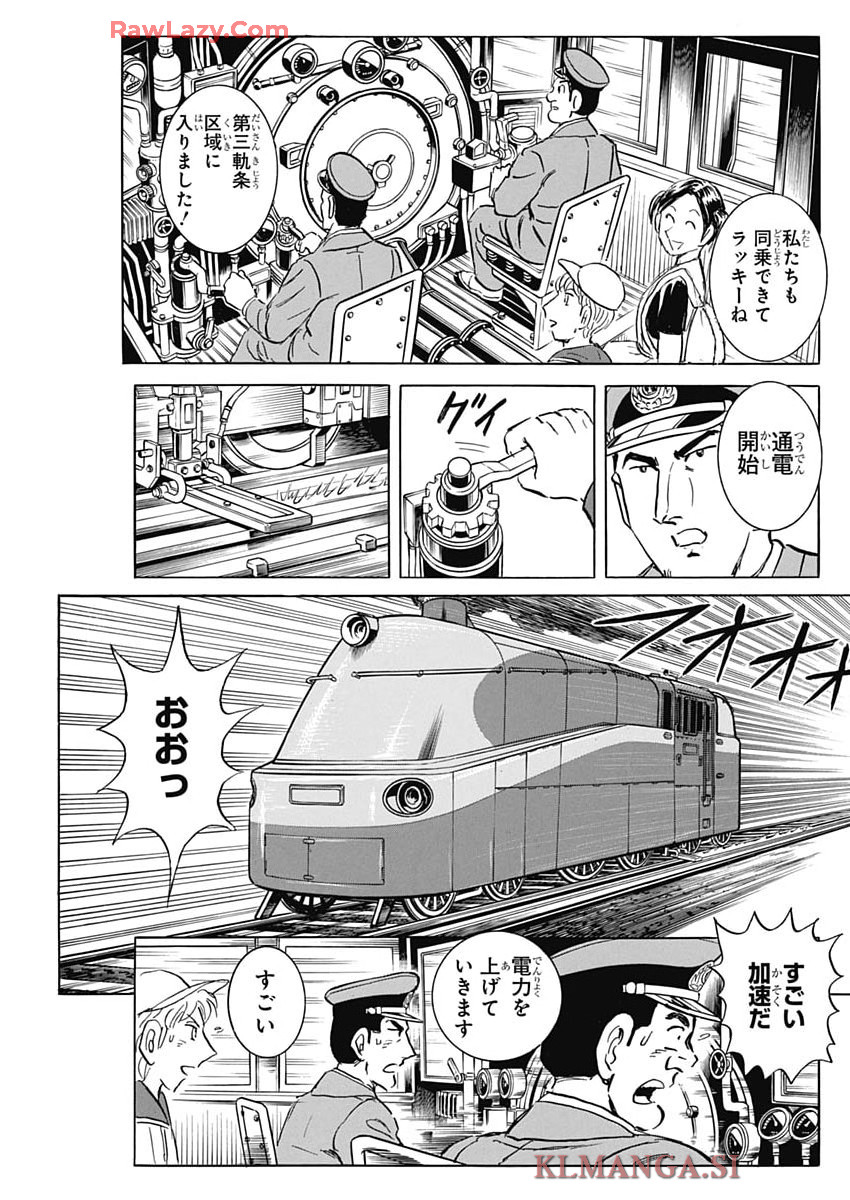 RawLazy.Com
私たちも
同乗できて
ラッキーね
第三軌条
区域に
入りました!
通電
開始
グイ
フオオオオ
おおっ
すごい
加速だ
電力を
上げて
いきます
すごい
KLMANGA.SI